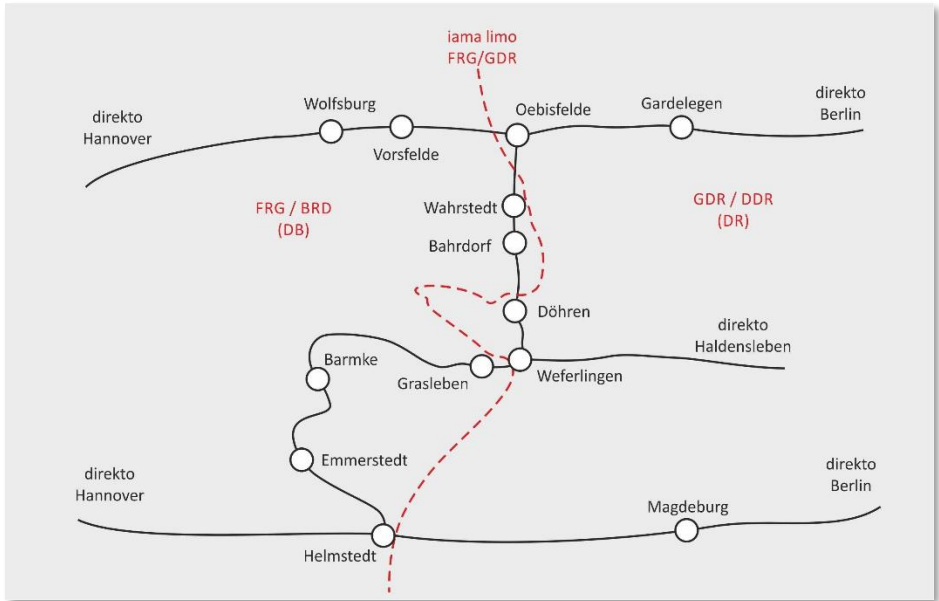 iama limo
FRG/GDR
direkto
Hannover
Wolfsburg
Vorsfelde
Oebisfelde
Gardelegen
direkto
Berlin
FRG / BRD
(DB)
Wahrstedt
GDR / DDR
(DR)
Bahrdorf
Döhren
direkto
Haldensleben
Barmke
Grasleben
Weferlingen
Emmerstedt
direkto
Hannover
direkto
Berlin
Magdeburg
Helmstedt